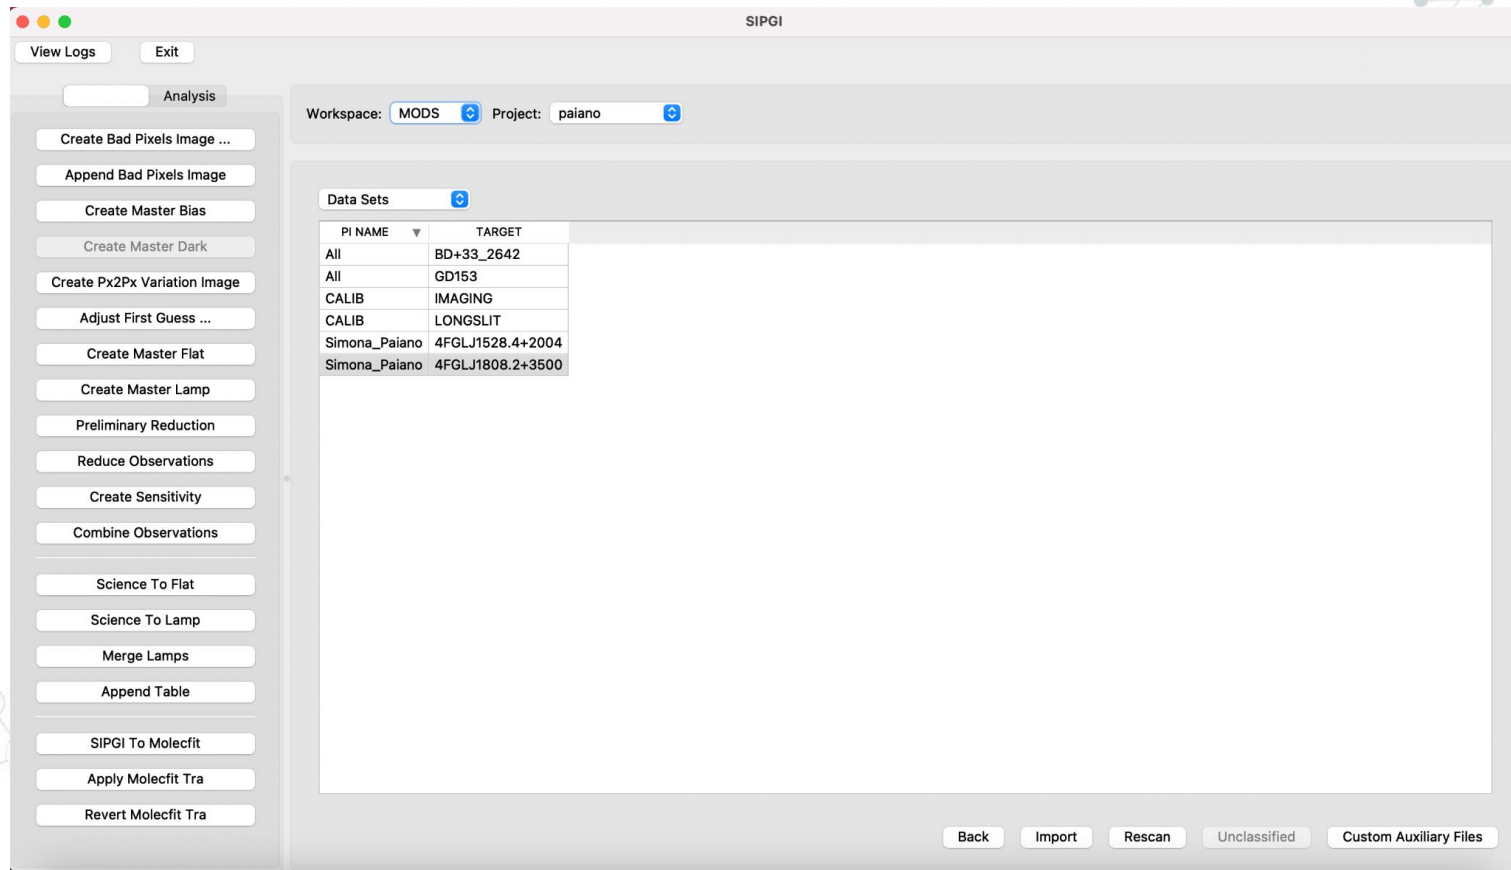 SIPGI
View Logs Exit
Analysis
Workspace: MODS Project: paiano
Create Bad Pixels Image ...
Append Bad Pixels Image
Create Master Bias
Create Master Dark
Create Px2Px Variation Image
Adjust First Guess ...
Create Master Flat
Create Master Lamp
Preliminary Reduction
Reduce Observations
Create Sensitivity
Combine Observations
Science To Flat
Science To Lamp
Merge Lamps
Append Table
SIPGI To Molecfit
Apply Molecfit Tra
Revert Molecfit Tra
Data Sets
PI NAME ▼ TARGET
All BD+33_2642
All GD153
CALIB IMAGING
CALIB LONGSLIT
Simona_Paiano 4FGLJ1528.4+2004
Simona_Paiano 4FGLJ1808.2+3500
Back Import Rescan Unclassified Custom Auxiliary Files